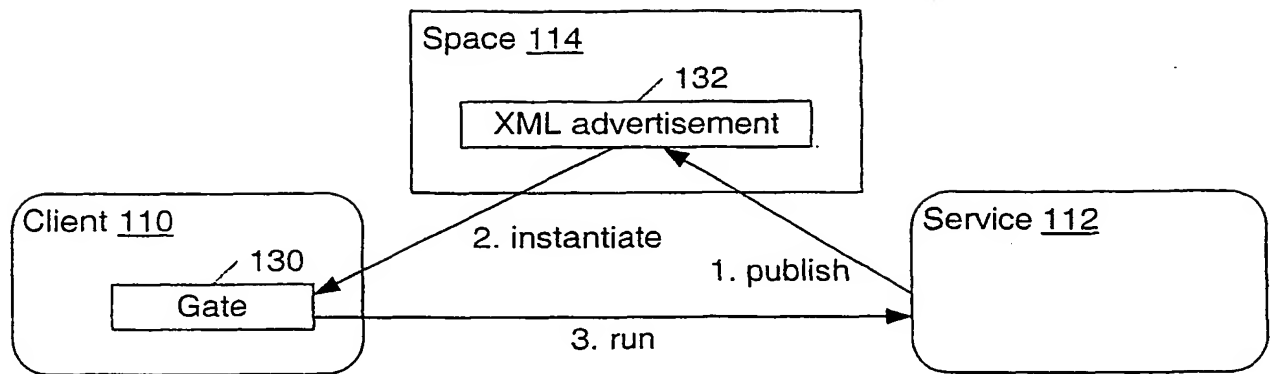 Space 114
132
XML advertisement
Client 110
130
Gate
2. instantiate
1. publish
3. run
Service 112